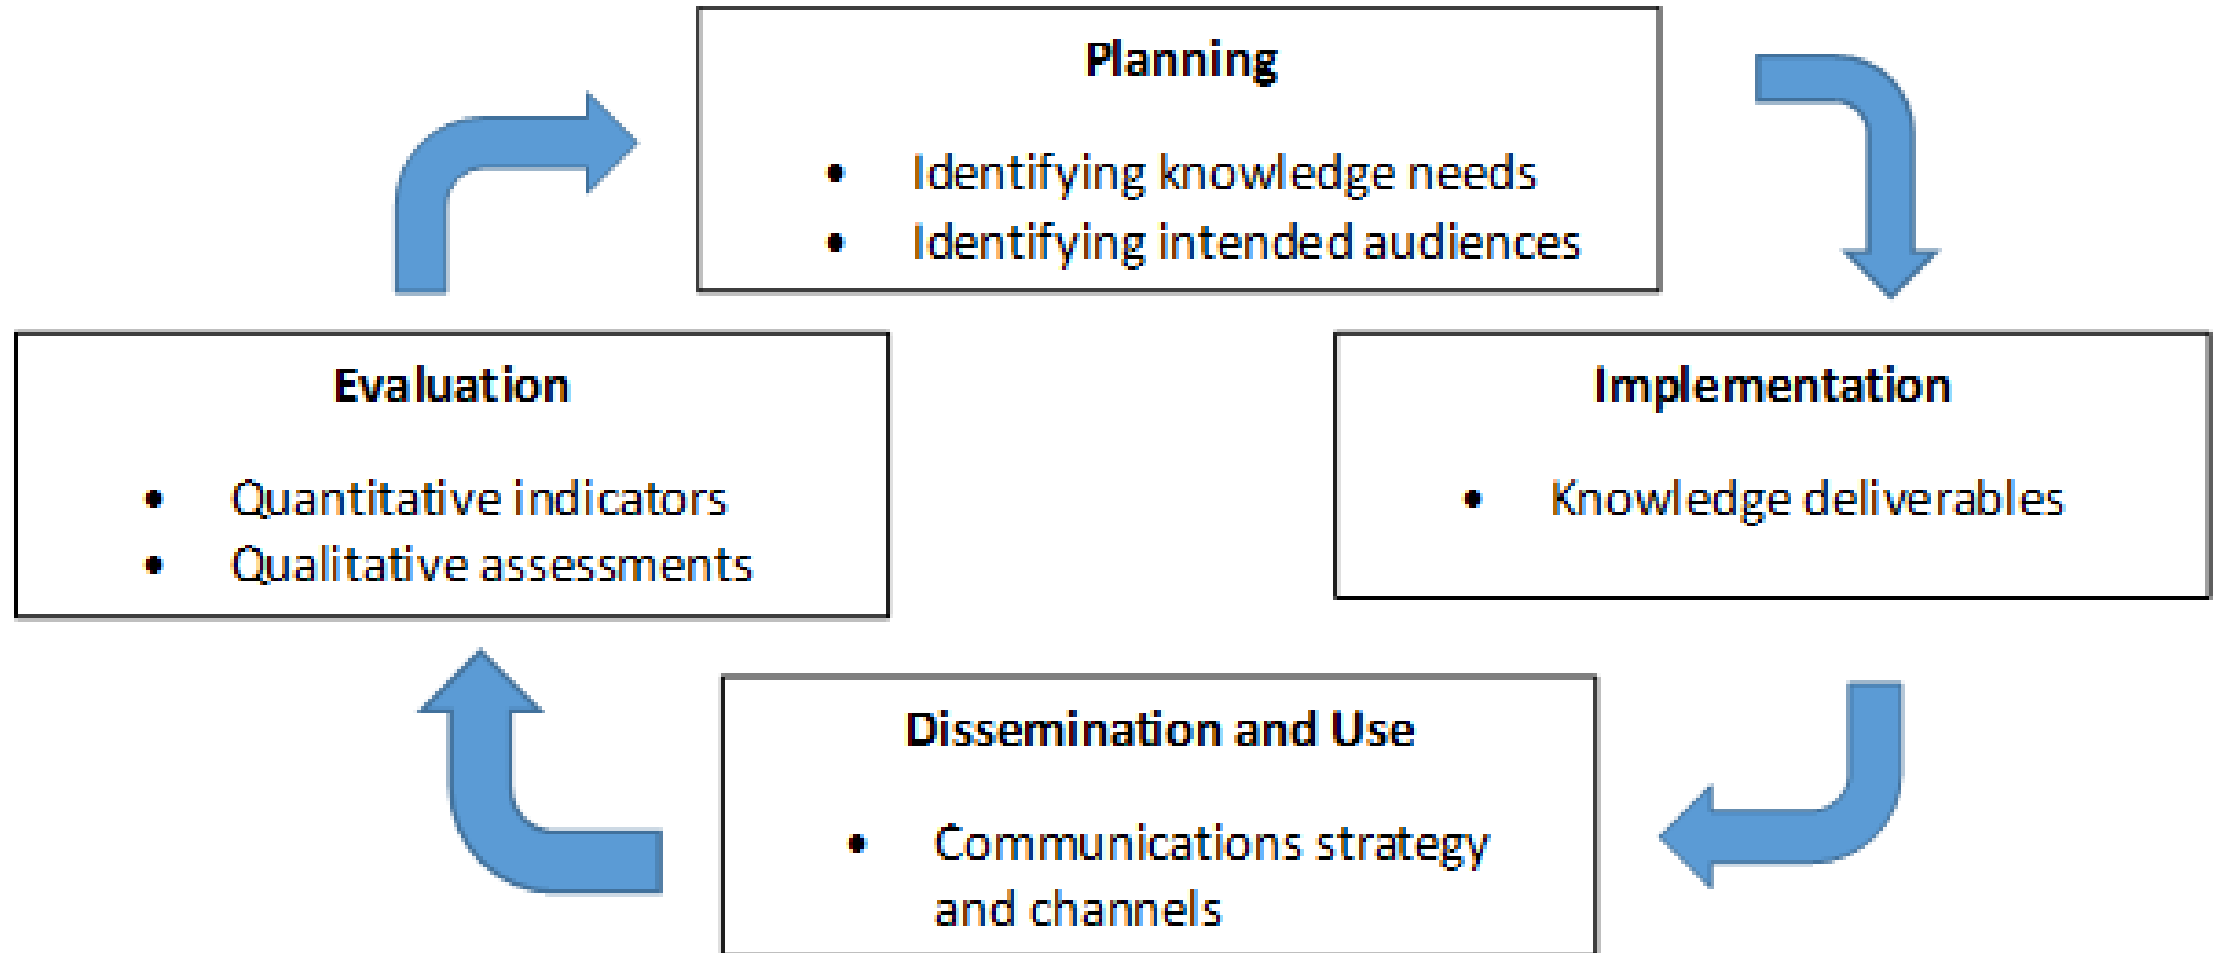 Planning
• Identifying knowledge needs
• Identifying intended audiences
Evaluation
• Quantitative indicators
• Qualitative assessments
Implementation
• Knowledge deliverables
Dissemination and Use
• Communications strategy
and channels